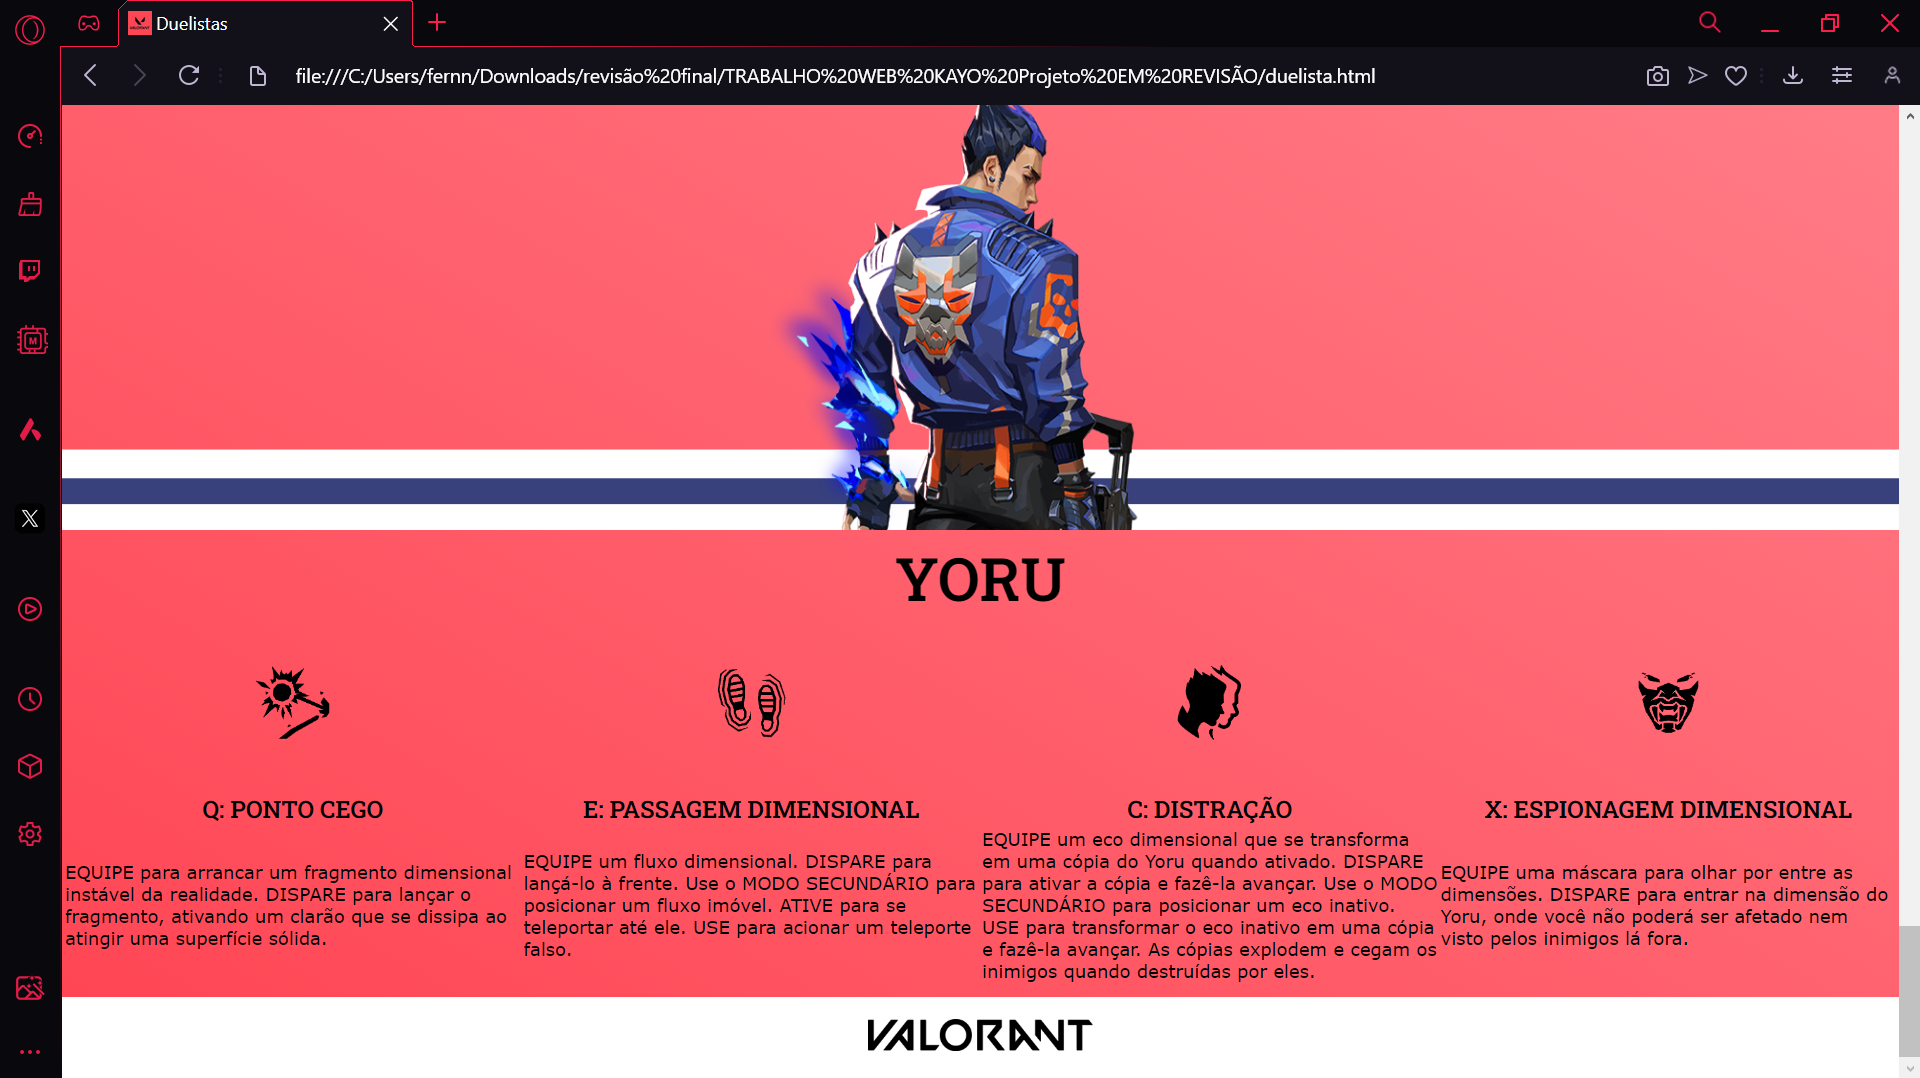 Duelistas
file:///C:/Users/fernn/Downloads/revisão%20final/TRABALHO%20WEB%20KAYO%20Projeto%20EM%20REVISÃO/duelista.html
YORU
Q: PONTO CEGO
EQUIPE para arrancar um fragmento dimensional
instável da realidade. DISPARE para lançar o
fragmento, ativando um clarão que se dissipa ao
atingir uma superfície sólida.
E: PASSAGEM DIMENSIONAL
EQUIPE um fluxo dimensional. DISPARE para
lançá-lo à frente. Use o MODO SECUNDÁRIO para
posicionar um fluxo imóvel. ATIVE para se
teleportar até ele. USE para acionar um teleporte
falso.
C: DISTRAÇÃO
EQUIPE um eco dimensional que se transforma
em uma cópia do Yoru quando ativado. DISPARE
para ativar a cópia e fazê-la avançar. Use o MODO
SECUNDÁRIO para posicionar um eco inativo.
USE para transformar o eco inativo em uma cópia
e fazê-la avançar. As cópias explodem e cegam os
inimigos quando destruídas por eles.
X: ESPIONAGEM DIMENSIONAL
EQUIPE uma máscara para olhar por entre as
dimensões. DISPARE para entrar na dimensão do
Yoru, onde você não poderá ser afetado nem
visto pelos inimigos lá fora.
VALORANT